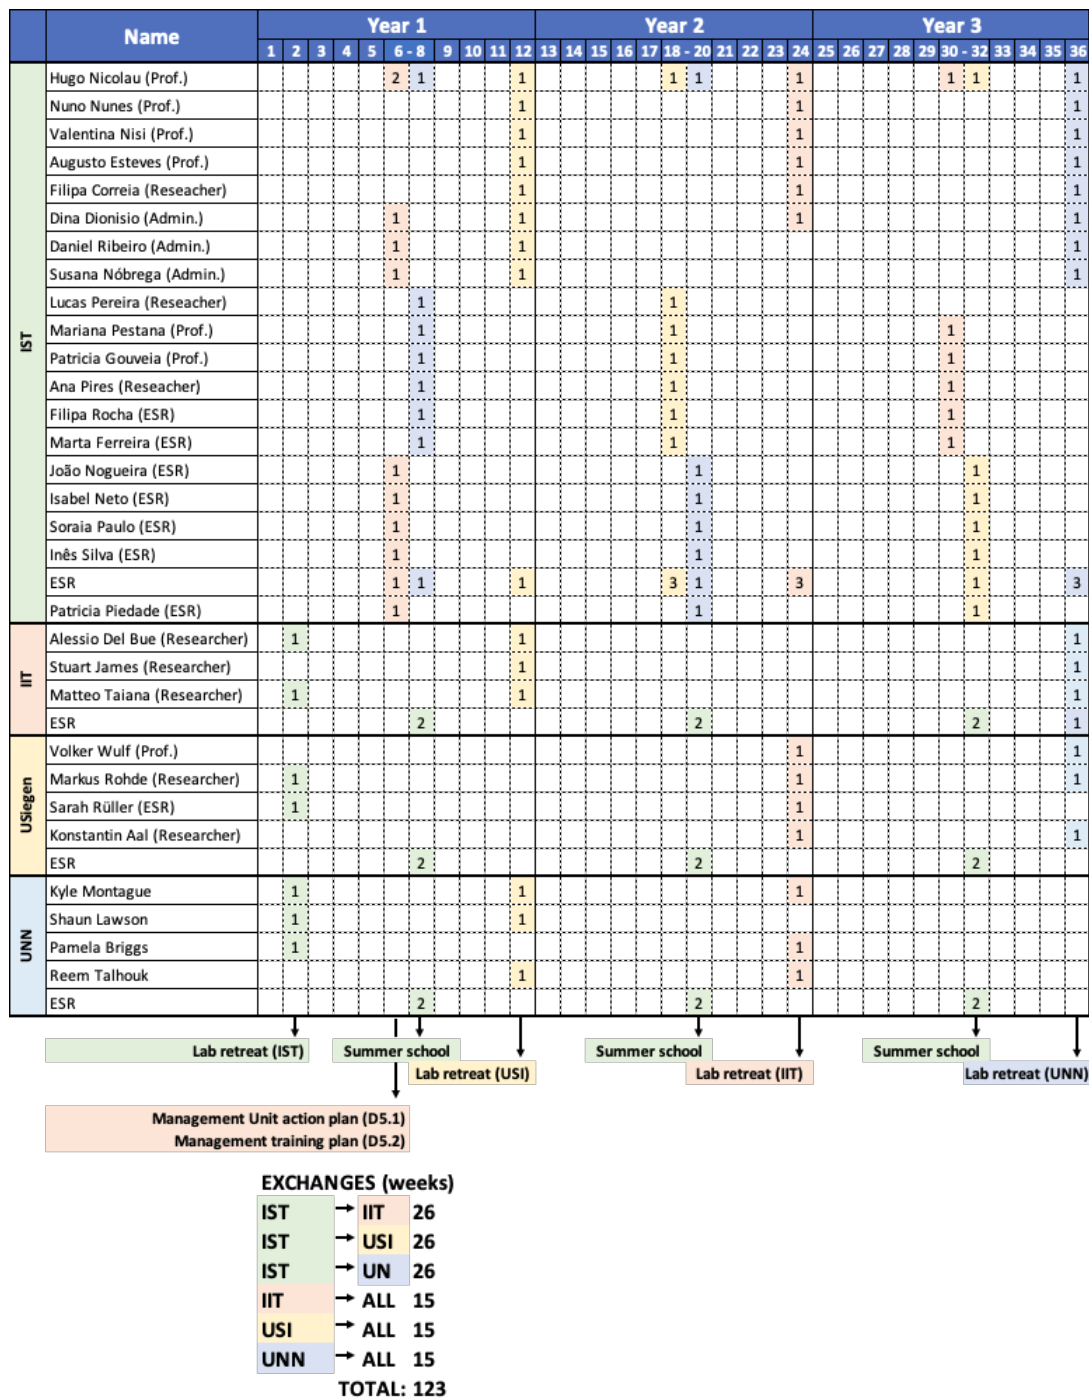 Name Year 1 Year 2 Year 3
1 2 3 4 5 6 - 8 9 10 11 12 13 14 15 16 17 18 - 20 21 22 23 24 25 26 27 28 29 30 - 32 33 34 35 36
IST
Hugo Nicolau (Prof.) 2 1 1 1 1 1 1 1 1
Nuno Nunes (Prof.) 1 1 1
Valentina Nisi (Prof.) 1 1 1
Augusto Esteves (Prof.) 1 1 1
Filipa Correia (Reseacher) 1 1 1
Dina Dionisio (Admin.) 1 1 1 1
Daniel Ribeiro (Admin.) 1 1 1
Susana Nóbrega (Admin.) 1 1 1
Lucas Pereira (Reseacher) 1 1
Mariana Pestana (Prof.) 1 1 1
Patricia Gouveia (Prof.) 1 1 1
Ana Pires (Reseacher) 1 1 1
Filipa Rocha (ESR) 1 1 1
Marta Ferreira (ESR) 1 1 1
João Nogueira (ESR) 1 1 1
Isabel Neto (ESR) 1 1 1
Soraia Paulo (ESR) 1 1 1
Inês Silva (ESR) 1 1 1
ESR 1 1 1 3 1 3 1 3
Patricia Piedade (ESR) 1 1 1
IIT
Alessio Del Bue (Researcher) 1 1 1
Stuart James (Researcher) 1 1
Matteo Taiana (Researcher) 1 1 1
ESR 2 2 2 1
USiegen
Volker Wulf (Prof.) 1 1
Markus Rohde (Researcher) 1 1 1
Sarah Rüller (ESR) 1 1
Konstantin Aal (Researcher) 1 1
ESR 2 2 2
UNN
Kyle Montague 1 1 1
Shaun Lawson 1 1
Pamela Briggs 1 1
Reem Talhouk 1 1
ESR 2 2 2
Lab retreat (IST) Summer school Summer school Summer school
Lab retreat (USI) Lab retreat (IIT) Lab retreat (UNN)
Management Unit action plan (D5.1)
Management training plan (D5.2)
EXCHANGES (weeks)
IST → IIT 26
IST → USI 26
IST → UN 26
IIT → ALL 15
USI → ALL 15
UNN → ALL 15
TOTAL: 123